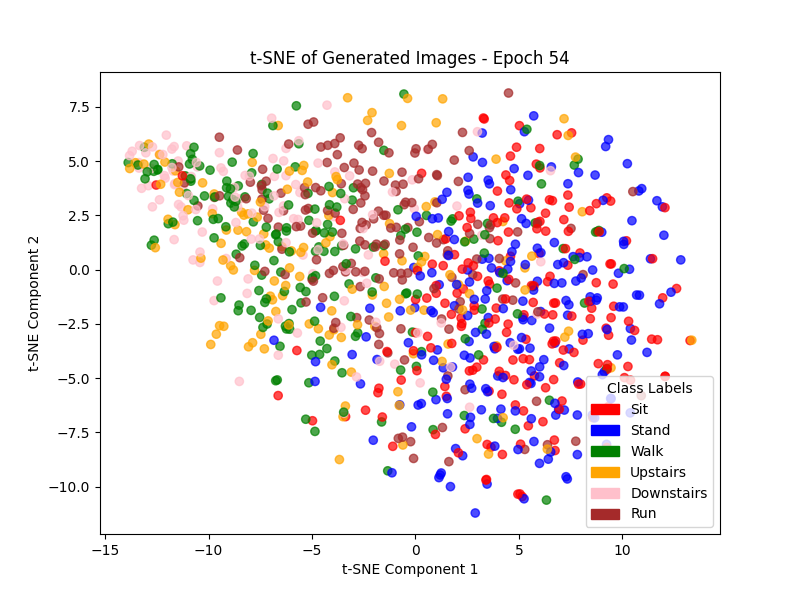 t-SNE of Generated Images - Epoch 54
t-SNE Component 2
7.5
5.0
2.5
0.0
−2.5
−5.0
−7.5
−10.0
Class Labels
Sit
Stand
Walk
Upstairs
Downstairs
Run
−15
−10
−5
0
5
10
t-SNE Component 1